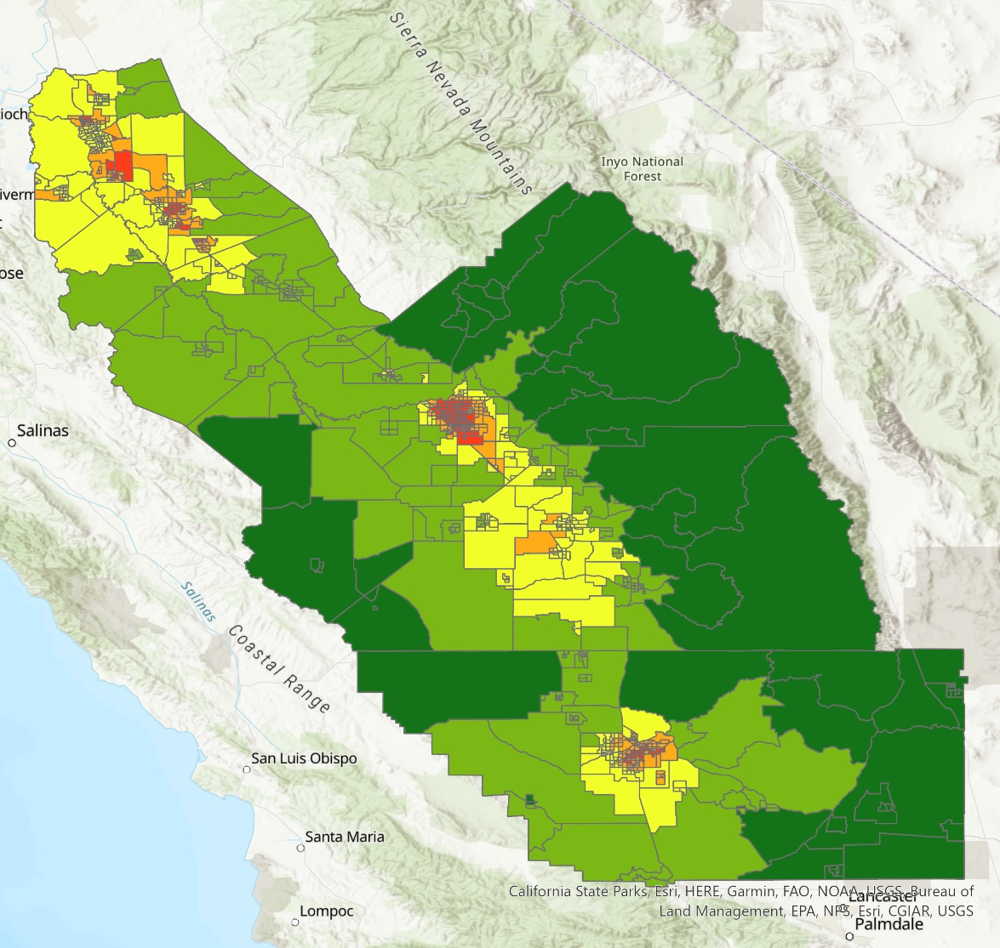 Sierra Nevada Mountains
ioch
Inyo National
Forest
iverm
ose
Salinas
Salinas
Coastal Range
San Luis Obispo
Santa Maria
California State Parks, Esri, HERE, Garmin, FAO, NOAA, USGS, Bureau of
Lancaster
Land Management, EPA, NPS, Esri, CGIAR, USGS
Lompoc
Palmdale